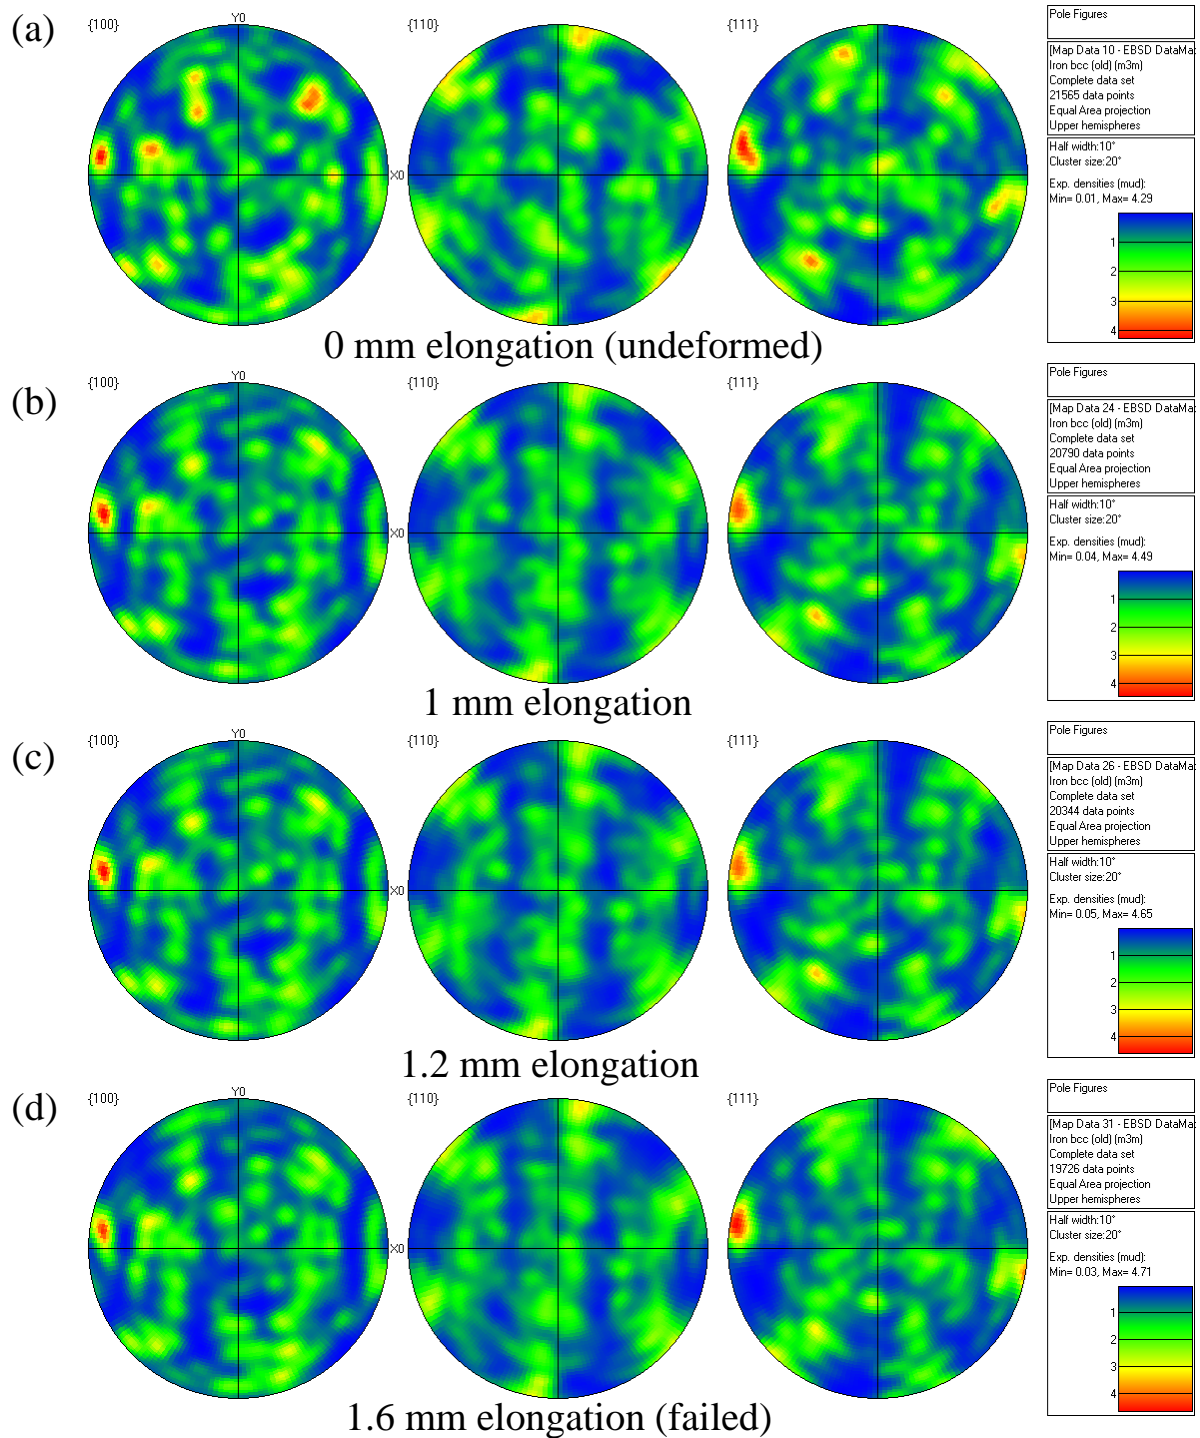 (a)
{100}
Y0
{110}
{111}
X0
Pole Figures
[Map Data 10 - EBSD DataMa
Iron bcc (old) (m3m)
Complete data set
21565 data points
Equal Area projection
Upper hemispheres
Half width:10°
Cluster size:20°
Exp. densities (mud):
Min= 0.01, Max= 4.29
1
2
3
4
0 mm elongation (undeformed)
(b)
{100}
Y0
{110}
{111}
X0
Pole Figures
[Map Data 24 - EBSD DataMa
Iron bcc (old) (m3m)
Complete data set
20790 data points
Equal Area projection
Upper hemispheres
Half width:10°
Cluster size:20°
Exp. densities (mud):
Min= 0.04, Max= 4.49
1
2
3
4
1 mm elongation
(c)
{100}
Y0
{110}
{111}
X0
Pole Figures
[Map Data 26 - EBSD DataMa
Iron bcc (old) (m3m)
Complete data set
20344 data points
Equal Area projection
Upper hemispheres
Half width:10°
Cluster size:20°
Exp. densities (mud):
Min= 0.05, Max= 4.65
1
2
3
4
1.2 mm elongation
(d)
{100}
Y0
{110}
{111}
X0
Pole Figures
[Map Data 31 - EBSD DataMa
Iron bcc (old) (m3m)
Complete data set
19726 data points
Equal Area projection
Upper hemispheres
Half width:10°
Cluster size:20°
Exp. densities (mud):
Min= 0.03, Max= 4.71
1
2
3
4
1.6 mm elongation (failed)